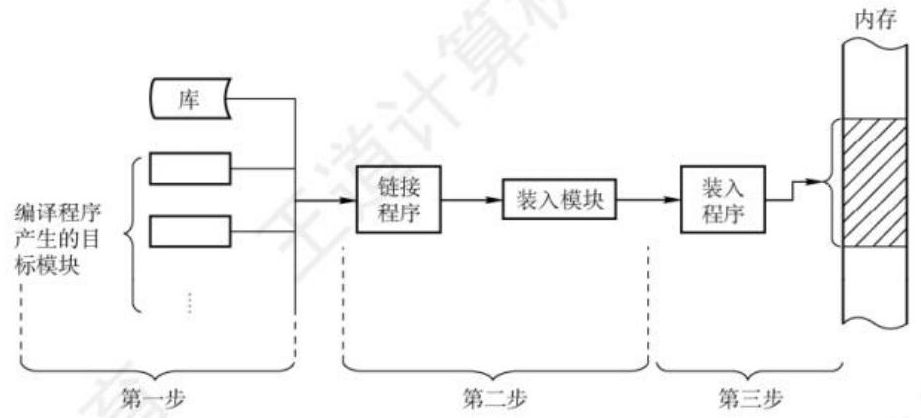 内存
库
编译程序
产生的目
标模块
链接
程序
装入模块
装入
程序
第一步
第二步
第三步
王道计算机
育